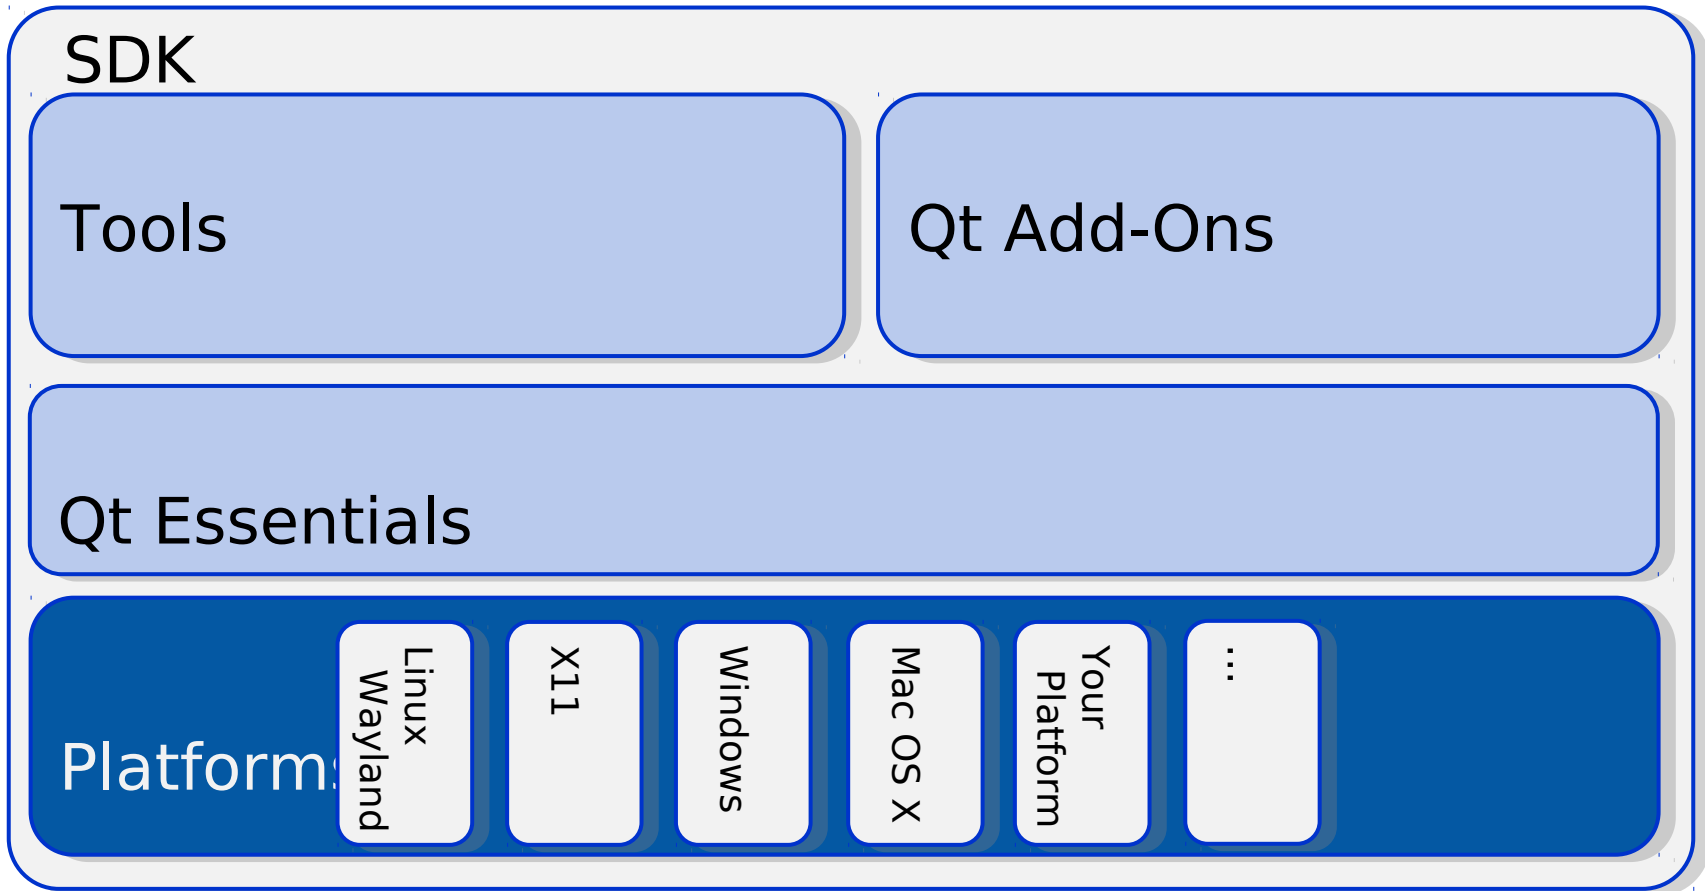 SDK
Tools
Qt Add-Ons
Qt Essentials
Platforms
Linux
Wayland
X11
Windows
Mac OS X
Your
Platform
...